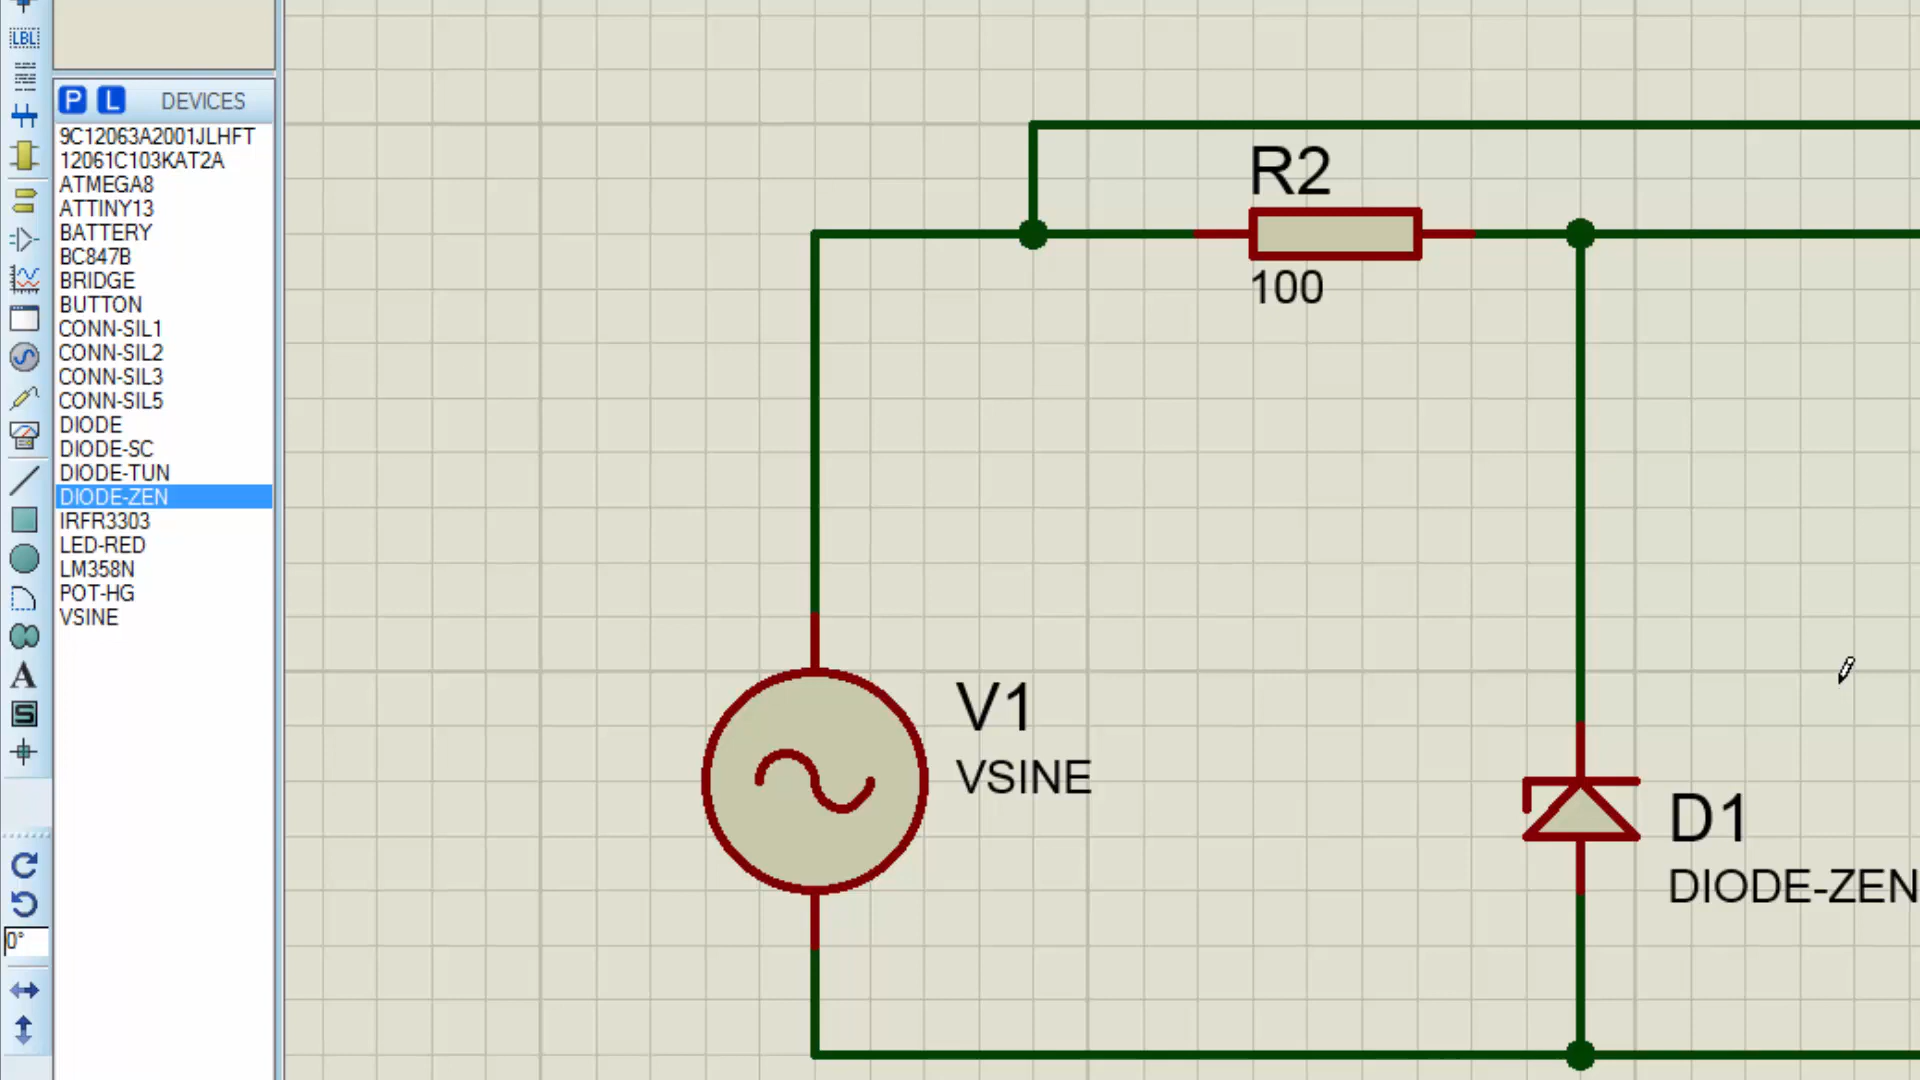 LBL
P L DEVICES
9C12063A2001JLHFT
12061C103KAT2A
ATMEGA8
ATTINY13
BATTERY
BC847B
BRIDGE
BUTTON
CONN-SIL1
CONN-SIL2
CONN-SIL3
CONN-SIL5
DIODE
DIODE-SC
DIODE-TUN
DIODE-ZEN
IRFR3303
LED-RED
LM358N
POT-HG
VSINE
A
S
0°
R2
100
V1
VSINE
D1
DIODE-ZEN